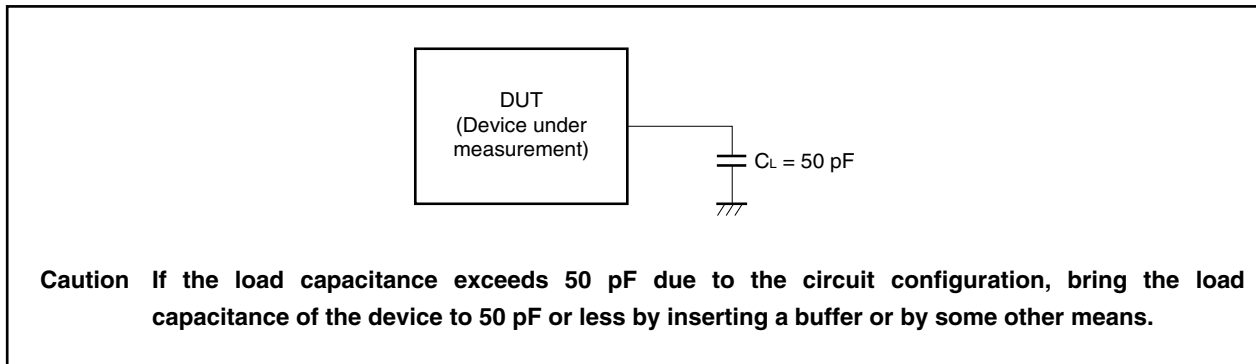 DUT
(Device under
measurement)
CL = 50 pF
Caution If the load capacitance exceeds 50 pF due to the circuit configuration, bring the load
capacitance of the device to 50 pF or less by inserting a buffer or by some other means.